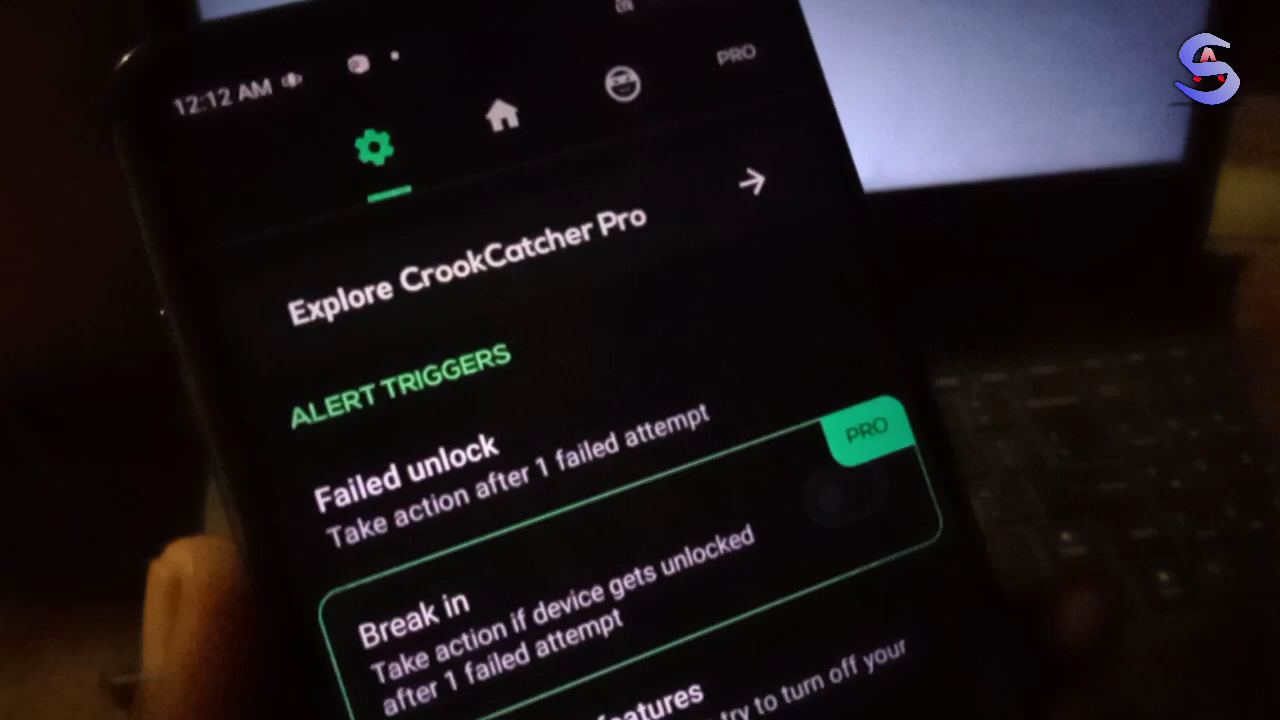 12:12 AM
PRO
Explore CrookCatcher Pro
ALERT TRIGGERS
Failed unlock
Take action after 1 failed attempt
PRO
Break in
Take action if device gets unlocked
after 1 failed attempt
features
try to turn off your